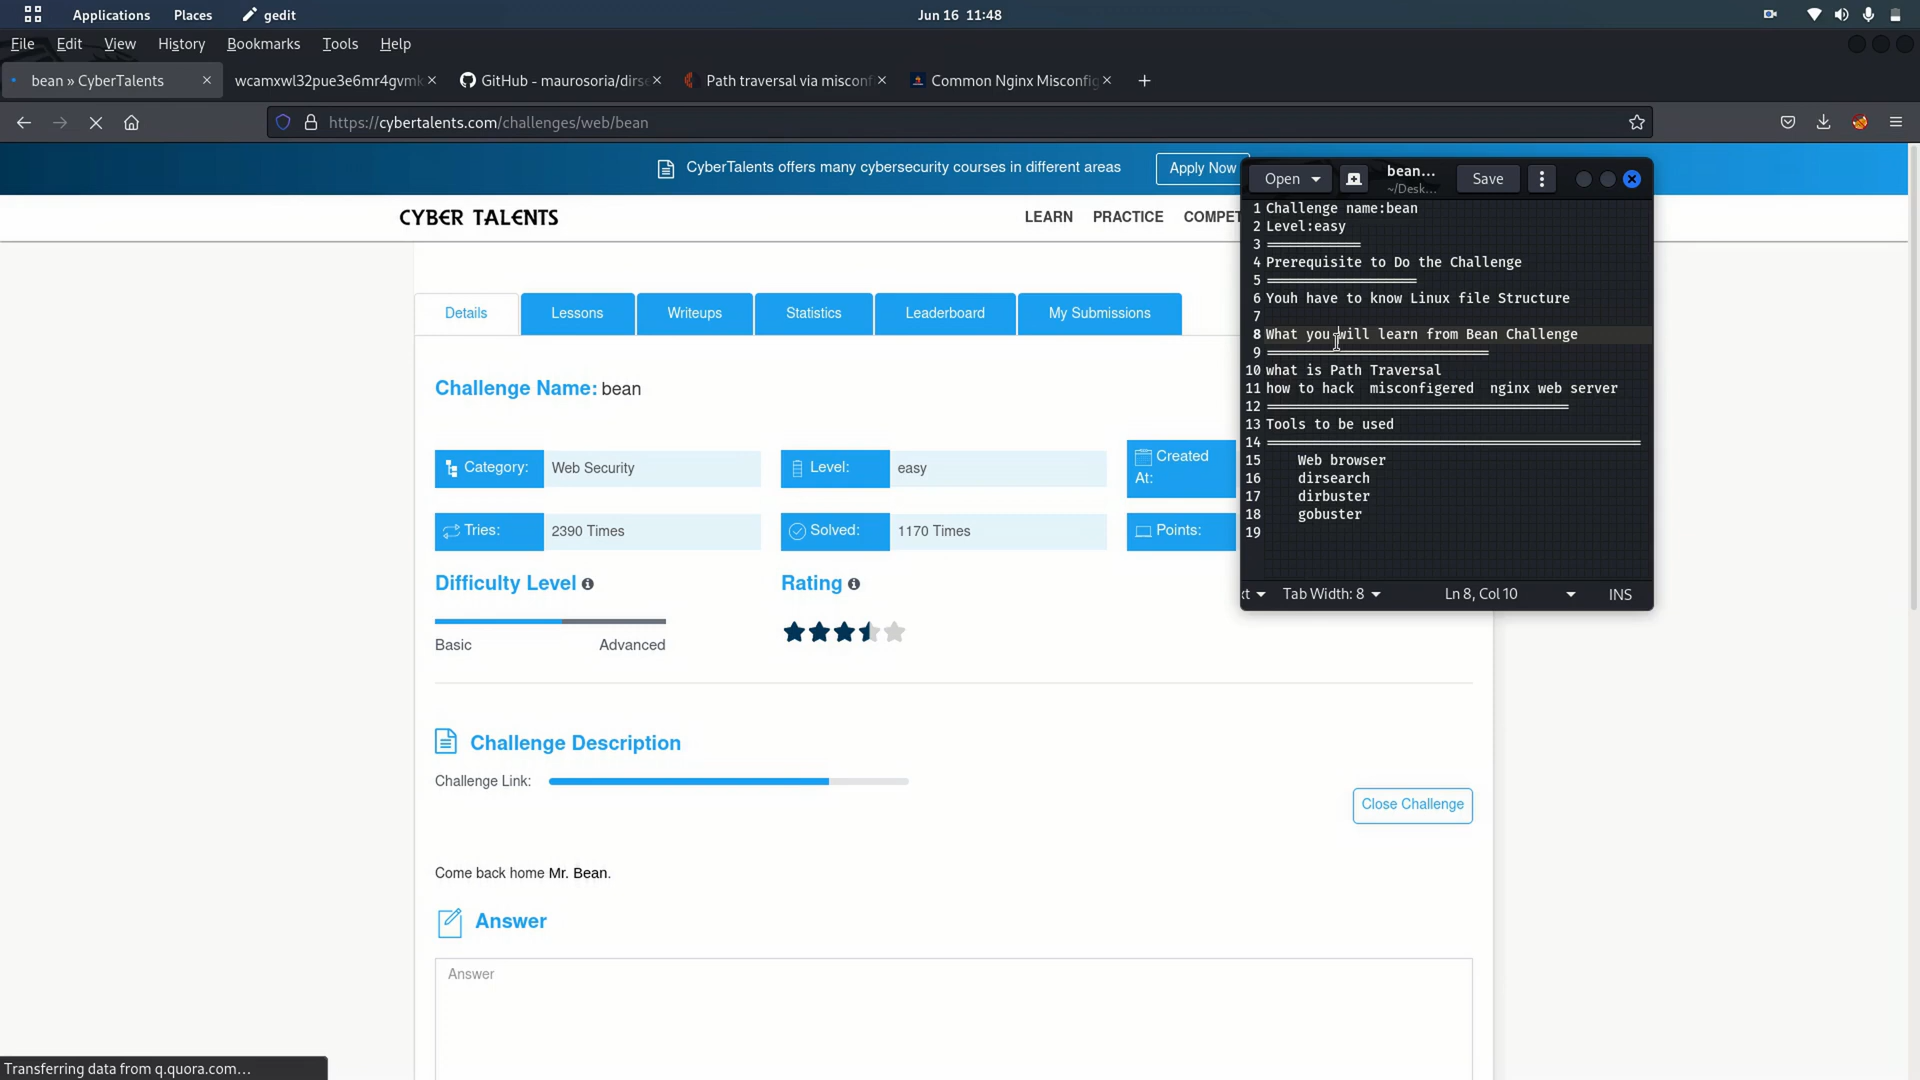 Applications Places gedit Jun 16 11:48
File Edit View History Bookmarks Tools Help
bean » CyberTalents × wcamxwl32pue3e6mr4gvmk × GitHub - maurosoria/dirse × Path traversal via misconf × Common Nginx Misconfig × +
https://cybertalents.com/challenges/web/bean
CyberTalents offers many cybersecurity courses in different areas Apply Now
CYBER TALENTS LEARN PRACTICE COMPET
Details Lessons Writeups Statistics Leaderboard My Submissions
Challenge Name: bean
Category: Web Security Level: easy Created At:
Tries: 2390 Times Solved: 1170 Times Points:
Difficulty Level Rating
Basic Advanced
Challenge Description
Challenge Link:
Close Challenge
Come back home Mr. Bean.
Answer
Answer
Transferring data from q.quora.com…
Open bean... Save
~/Desk...
1 Challenge name:bean
2 Level:easy
3 ============
4 Prerequisite to Do the Challenge
5 ===================
6 Youh have to know Linux file Structure
7
8 What you will learn from Bean Challenge
9 ============================
10 what is Path Traversal
11 how to hack  misconfigered  nginx web server
12 ======================================
13 Tools to be used
14 ===============================================
15 Web browser
16 dirsearch
17 dirbuster
18 gobuster
19
xt Tab Width: 8 Ln 8, Col 10 INS